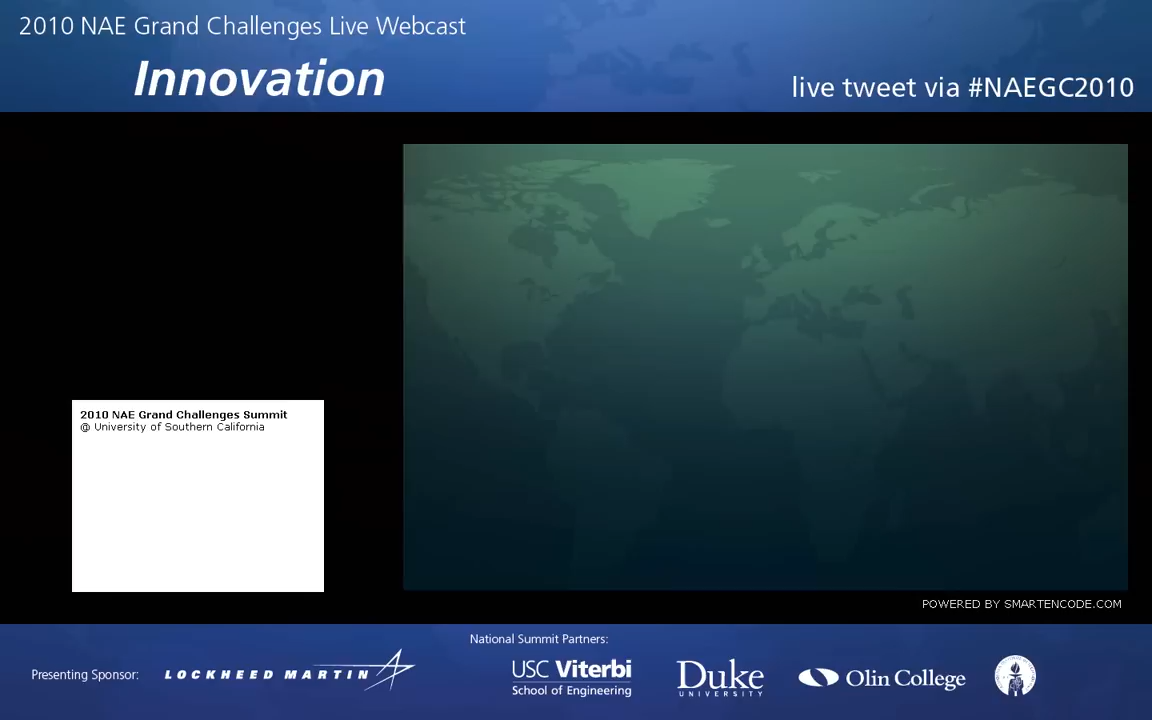 2010 NAE Grand Challenges Live Webcast
Innovation
live tweet via #NAEGC2010
2010 NAE Grand Challenges Summit
@ University of Southern California
POWERED BY SMARTENCODE.COM
National Summit Partners:
Presenting Sponsor:
LOCKHEED MARTIN
USC Viterbi
School of Engineering
Duke
UNIVERSITY
Olin College